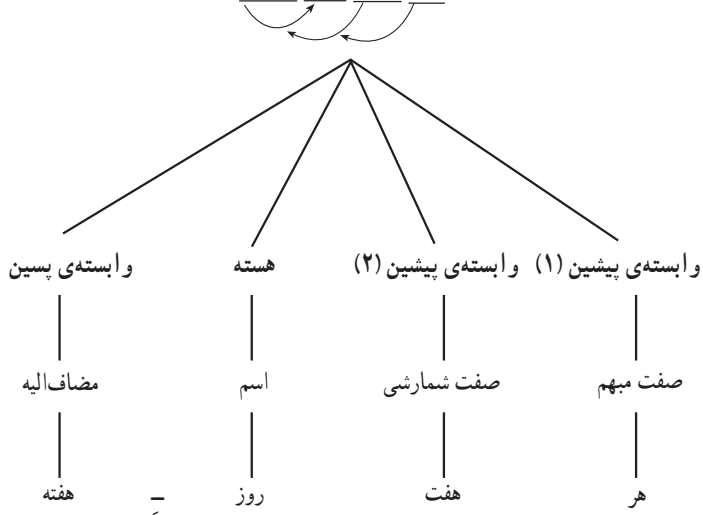 وابسته‌ی پیشین (۱) وابسته‌ی پیشین (۲) هسته وابسته‌ی پسین
صفت مبهم صفت شمارشی اسم مضاف‌الیه
هر هفت روز ـِ هفته